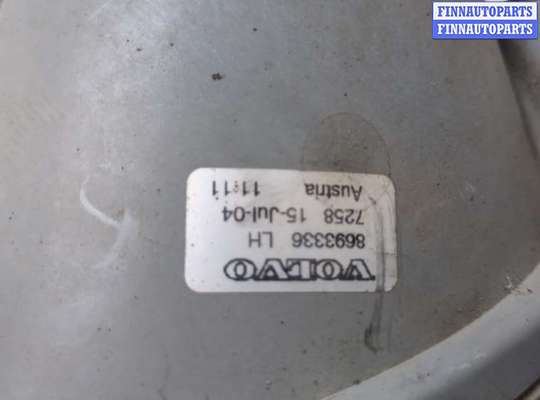 FINNAUTOPARTS
FINNAUTOPARTS
VOLVO
8693336 LH
7258 15-Jul-04
Austria 11:11